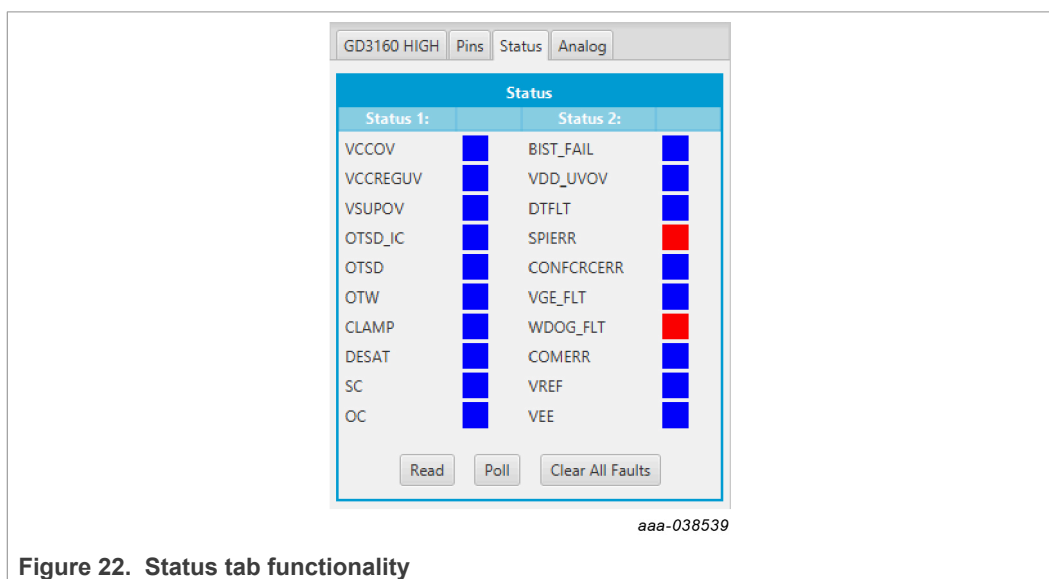 GD3160 HIGH Pins Status Analog
Status
Status 1: Status 2:
VCCOV BIST_FAIL
VCCREGUV VDD_UVOV
VSUPOV DTFLT
OTSD_IC SPIERR
OTSD CONFCRCERR
OTW VGE_FLT
CLAMP WDOG_FLT
DESAT COMERR
SC VREF
OC VEE
Read Poll Clear All Faults
aaa-038539
Figure 22. Status tab functionality